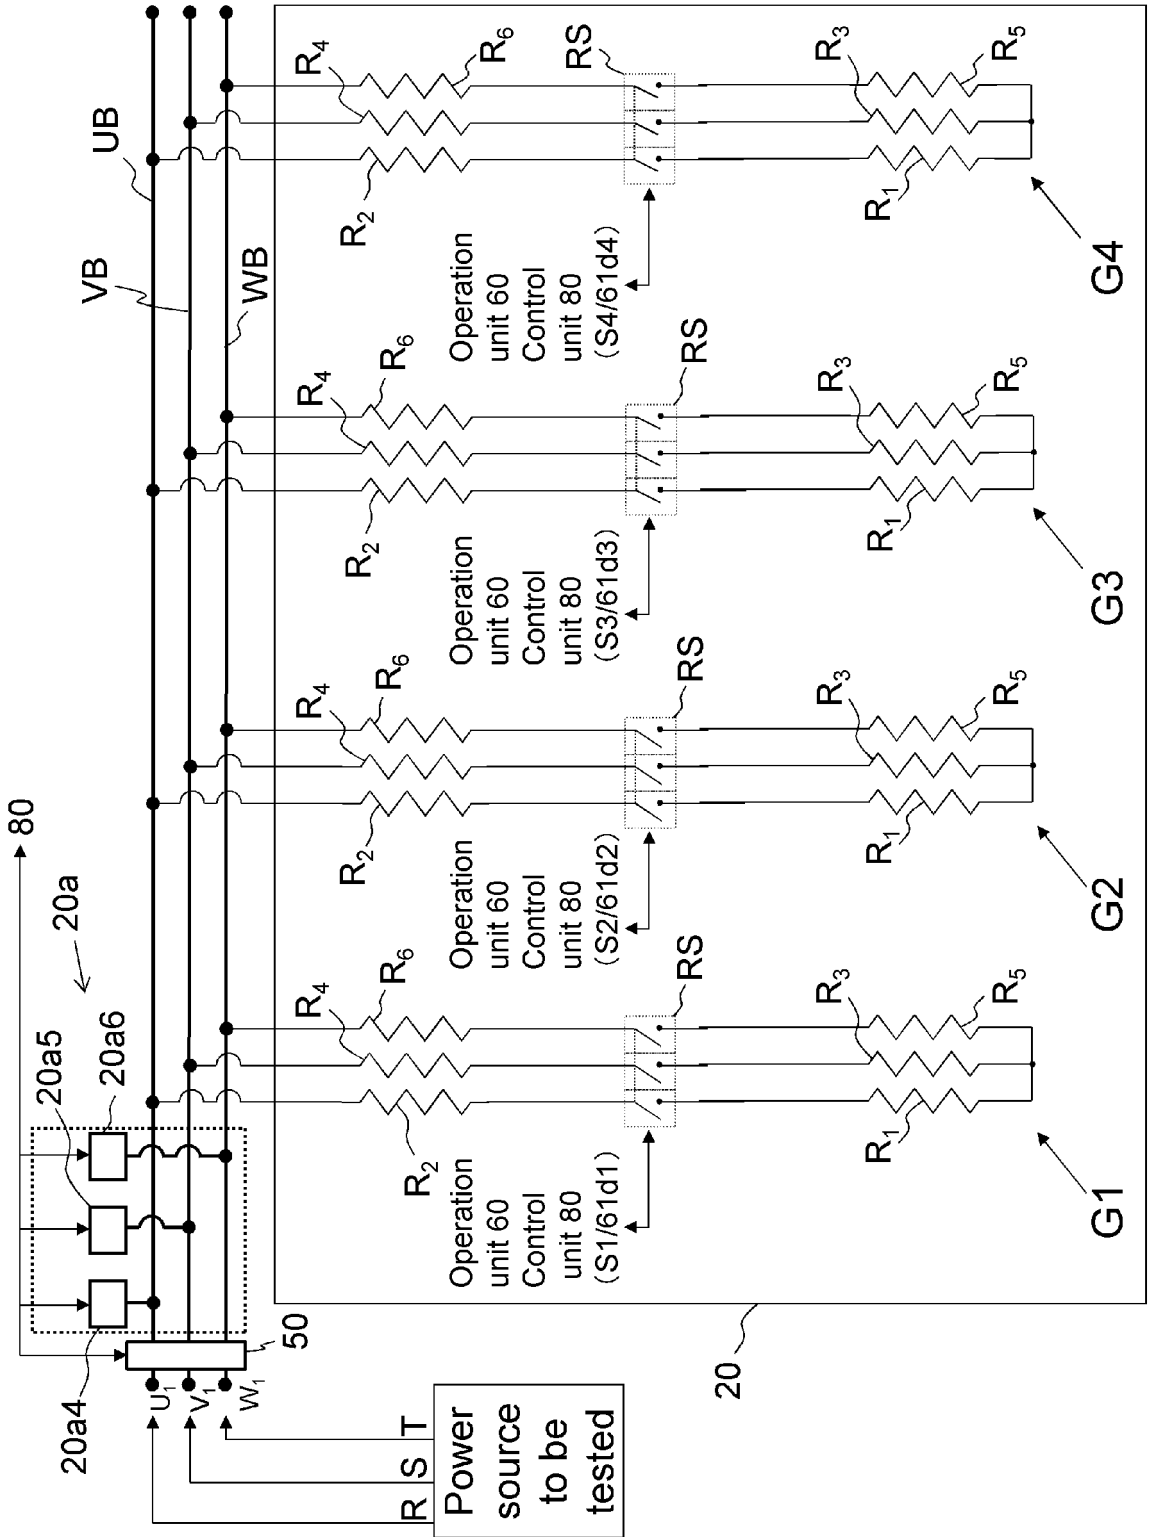 80
20a
20a5
20a6
20a4
50
U1
V1
W1
R
S
T
Power
source
to be
tested
UB
VB
WB
20
R4
R6
R2
Operation
unit 60
Control
unit 80
(S1/61d1)
RS
R3
R5
R1
G1
R4
R6
R2
Operation
unit 60
Control
unit 80
(S2/61d2)
RS
R3
R5
R1
G2
R4
R6
R2
Operation
unit 60
Control
unit 80
(S3/61d3)
RS
R3
R5
R1
G3
R4
R6
R2
Operation
unit 60
Control
unit 80
(S4/61d4)
RS
R3
R5
R1
G4